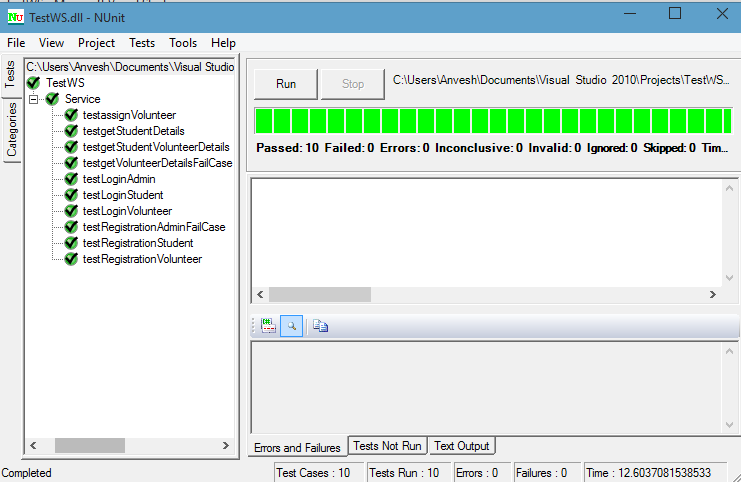 TestWS.dll - NUnit
File View Project Tests Tools Help
Tests
Categories
C:\Users\Anvesh\Documents\Visual Studio
TestWS
Service
testassignVolunteer
testgetStudentDetails
testgetStudentVolunteerDetails
testgetVolunteerDetailsFailCase
testLoginAdmin
testLoginStudent
testLoginVolunteer
testRegistrationAdminFailCase
testRegistrationStudent
testRegistrationVolunteer
Run Stop C:\Users\Anvesh\Documents\Visual Studio 2010\Projects\TestWS...
Passed: 10 Failed: 0 Errors: 0 Inconclusive: 0 Invalid: 0 Ignored: 0 Skipped: 0 Tim...
Errors and Failures Tests Not Run Text Output
Completed Test Cases : 10 Tests Run : 10 Errors : 0 Failures : 0 Time : 12.6037081538533